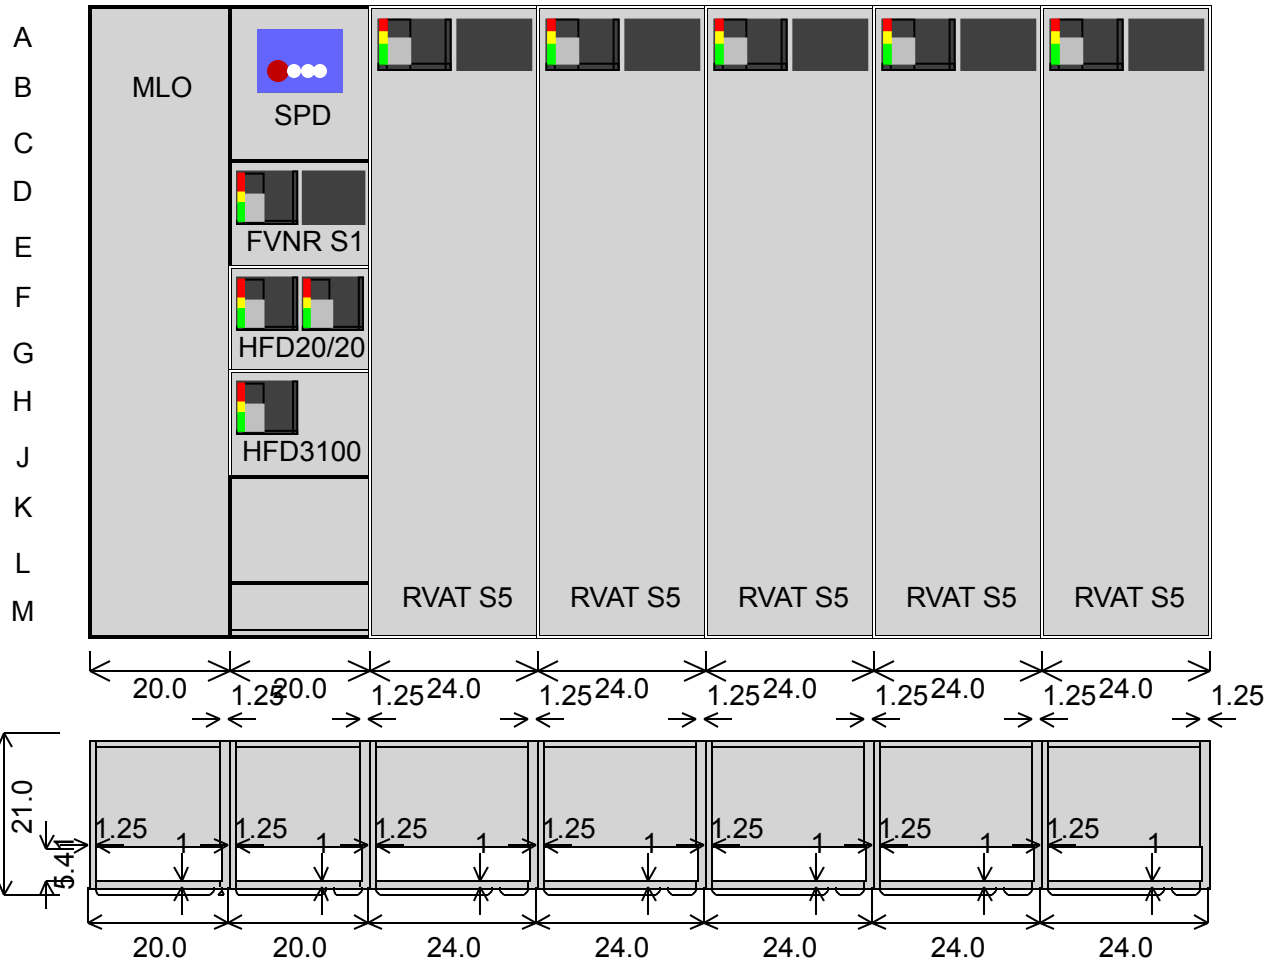 A
B
C
D
E
F
G
H
J
K
L
M
MLO
SPD
FVNR S1
HFD20/20
HFD3100
RVAT S5 RVAT S5 RVAT S5 RVAT S5 RVAT S5
20.0 20.0 24.0 24.0 24.0 24.0 24.0
1.25 1.25 1.25 1.25 1.25 1.25 1.25
21.0
5.41
1.25 1 1.25 1 1.25 1 1.25 1 1.25 1 1.25 1 1.25 1
20.0 20.0 24.0 24.0 24.0 24.0 24.0